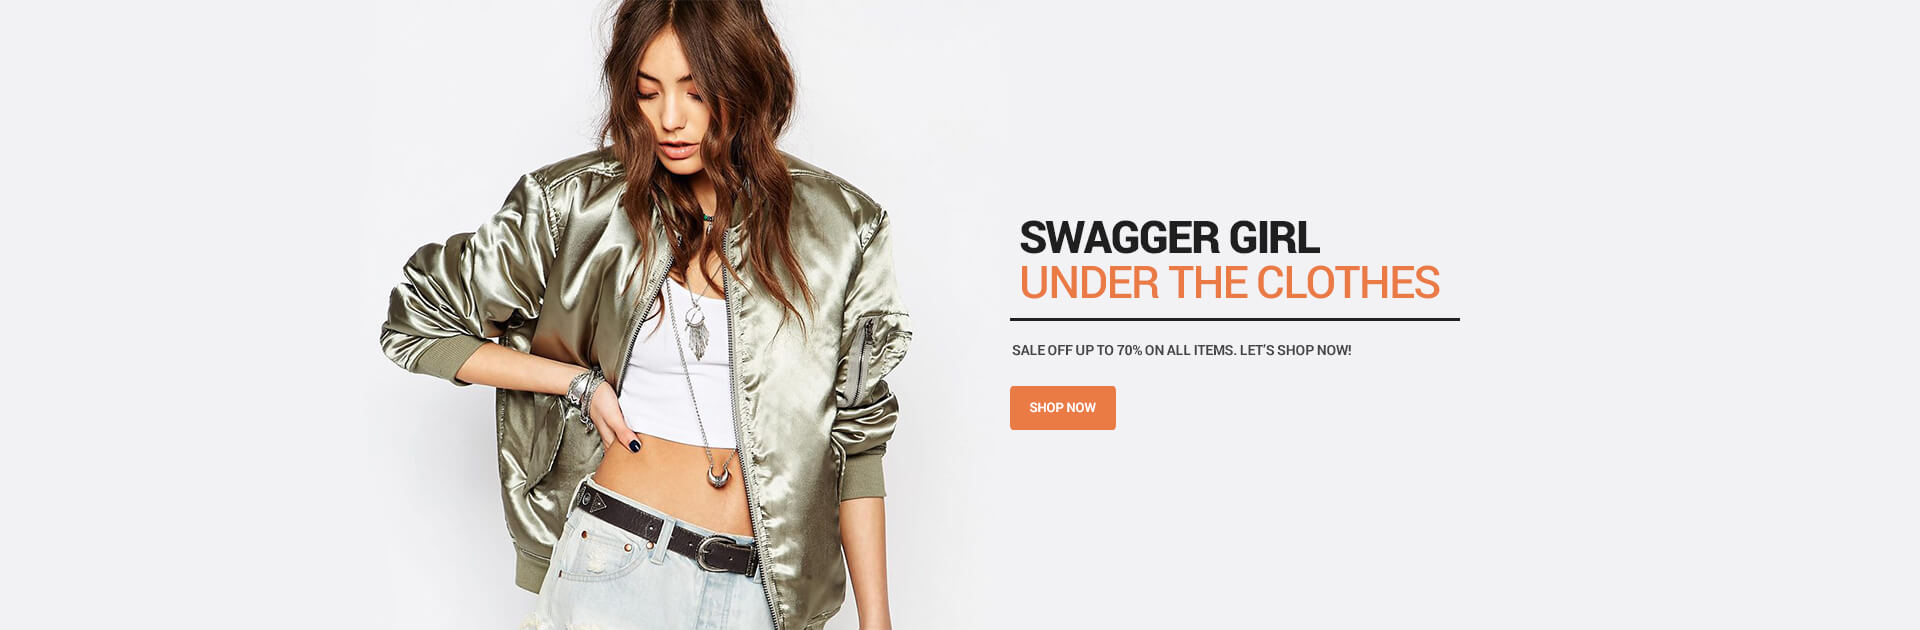 SWAGGER GIRL
UNDER THE CLOTHES
SALE OFF UP TO 70% ON ALL ITEMS. LET'S SHOP NOW!
SHOP NOW